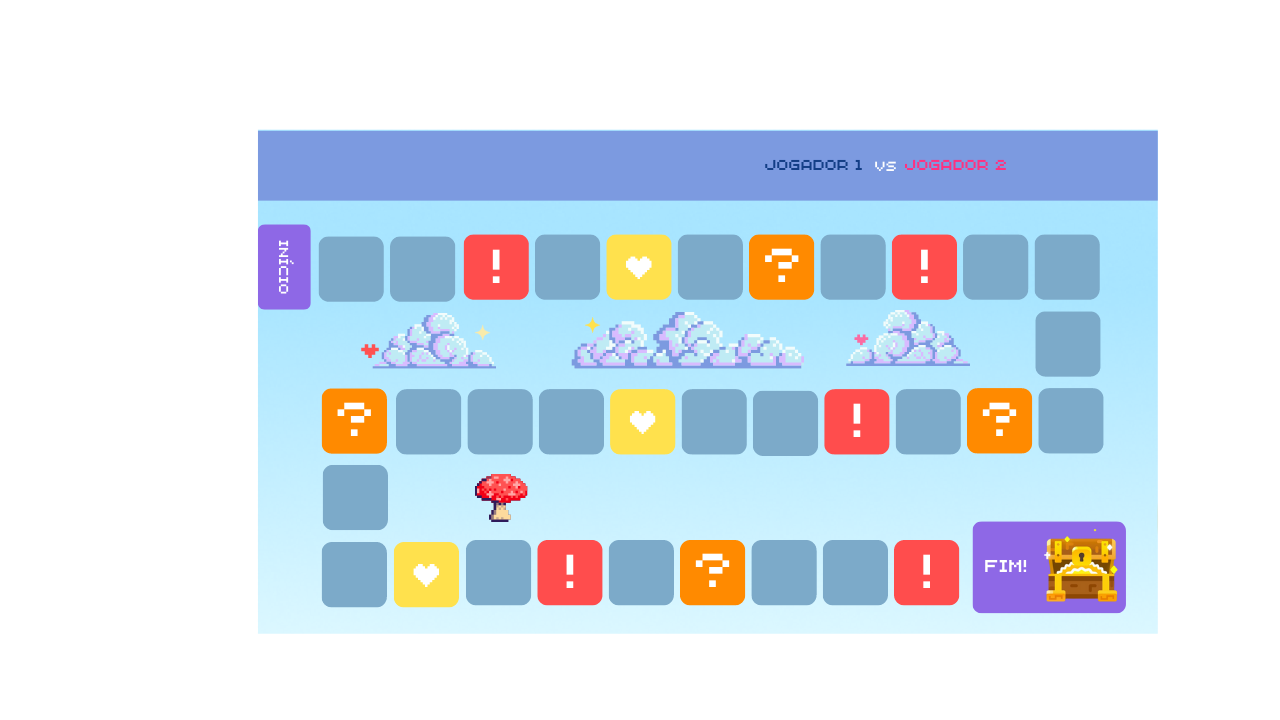 JOGADOR 1 VS JOGADOR 2
INÍCIO
! ? !
? ! ?
! ? !
FIM!